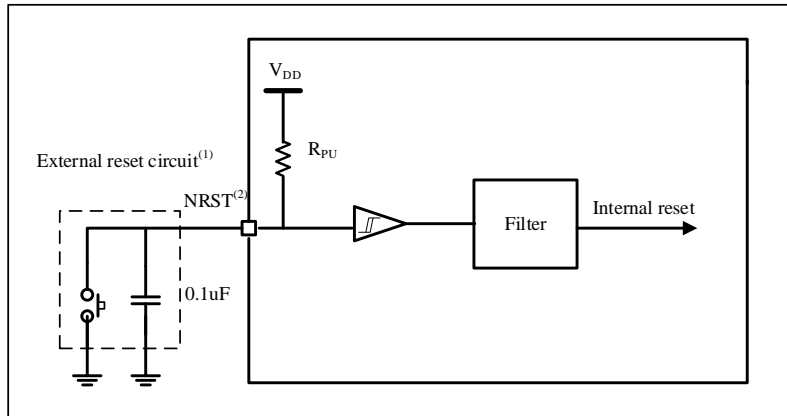 V_DD
R_PU
External reset circuit(1)
NRST(2)
Filter
Internal reset
0.1uF